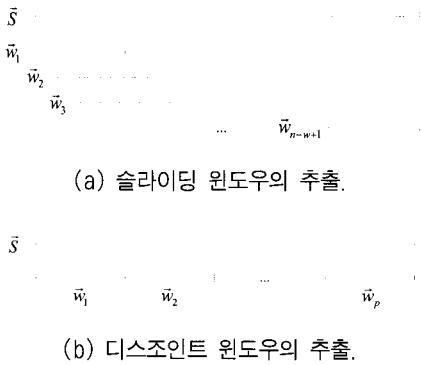 S⃗ ...
w⃗₁
w⃗₂
w⃗₃
... w⃗ₙ₋w₊₁
(a) 슬라이딩 윈도우의 추출.
S⃗
...
w⃗₁ w⃗₂ w⃗ₚ
(b) 디스조인트 윈도우의 추출.